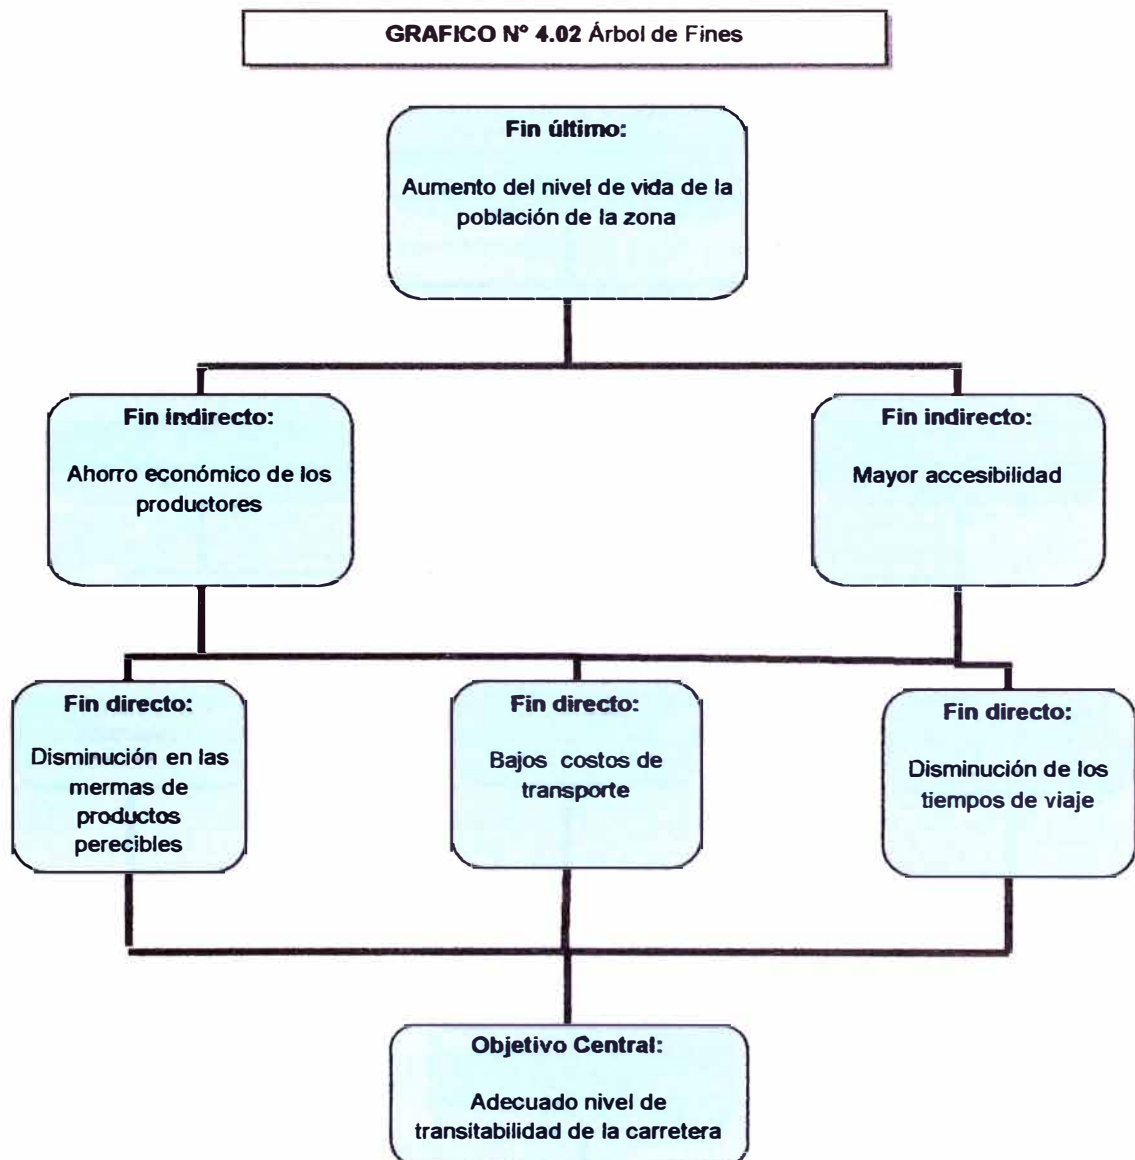 GRAFICO Nº 4.02 Árbol de Fines
Fin último:
Aumento del nivel de vida de la
población de la zona
Fin indirecto:
Ahorro económico de los
productores
Fin indirecto:
Mayor accesibilidad
Fin directo:
Disminución en las
mermas de
productos
perecibles
Fin directo:
Bajos costos de
transporte
Fin directo:
Disminución de los
tiempos de viaje
Objetivo Central:
Adecuado nivel de
transitabilidad de la carretera